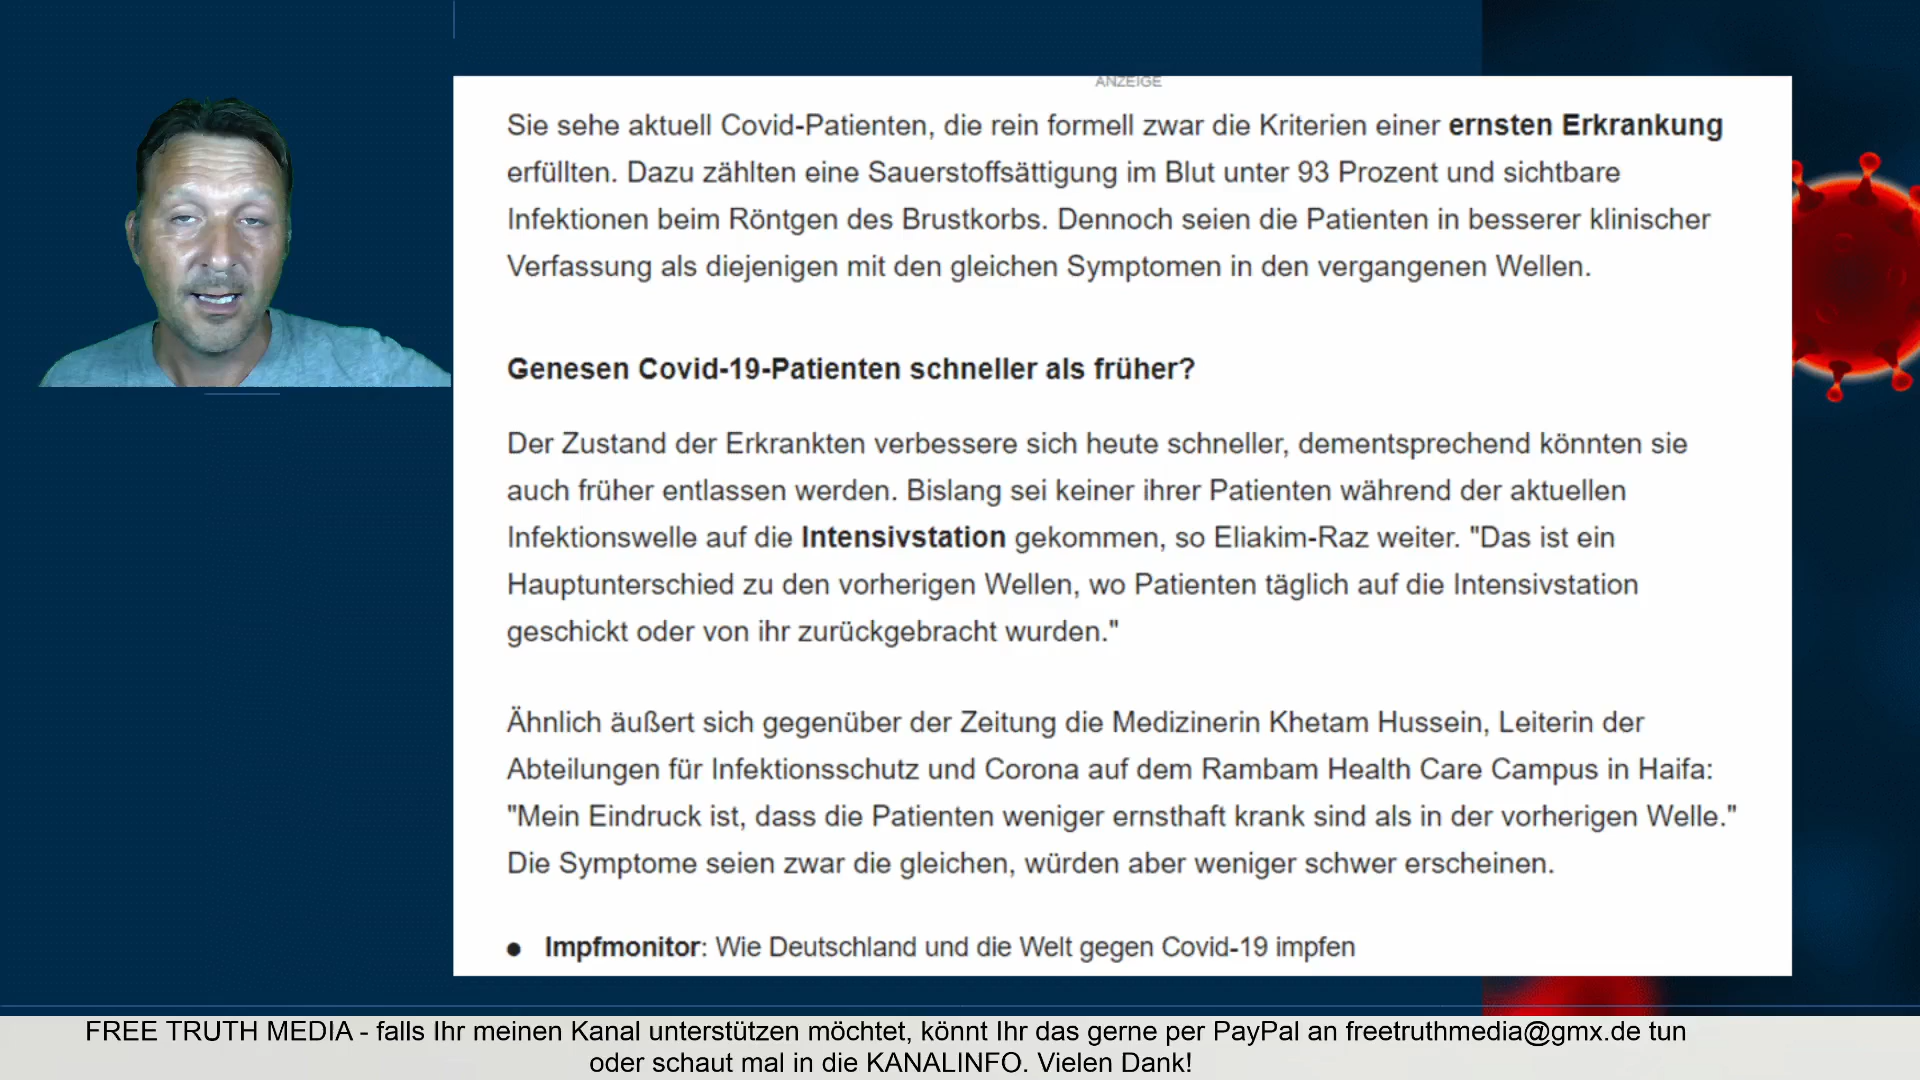 ANZEIGE
Sie sehe aktuell Covid-Patienten, die rein formell zwar die Kriterien einer ernsten Erkrankung
erfüllten. Dazu zählten eine Sauerstoffsättigung im Blut unter 93 Prozent und sichtbare
Infektionen beim Röntgen des Brustkorbs. Dennoch seien die Patienten in besserer klinischer
Verfassung als diejenigen mit den gleichen Symptomen in den vergangenen Wellen.
Genesen Covid-19-Patienten schneller als früher?
Der Zustand der Erkrankten verbessere sich heute schneller, dementsprechend könnten sie
auch früher entlassen werden. Bislang sei keiner ihrer Patienten während der aktuellen
Infektionswelle auf die Intensivstation gekommen, so Eliakim-Raz weiter. "Das ist ein
Hauptunterschied zu den vorherigen Wellen, wo Patienten täglich auf die Intensivstation
geschickt oder von ihr zurückgebracht wurden."
Ähnlich äußert sich gegenüber der Zeitung die Medizinerin Khetam Hussein, Leiterin der
Abteilungen für Infektionsschutz und Corona auf dem Rambam Health Care Campus in Haifa:
"Mein Eindruck ist, dass die Patienten weniger ernsthaft krank sind als in der vorherigen Welle."
Die Symptome seien zwar die gleichen, würden aber weniger schwer erscheinen.
● Impfmonitor: Wie Deutschland und die Welt gegen Covid-19 impfen
FREE TRUTH MEDIA - falls Ihr meinen Kanal unterstützen möchtet, könnt Ihr das gerne per PayPal an freetruthmedia@gmx.de tun
oder schaut mal in die KANALINFO. Vielen Dank!